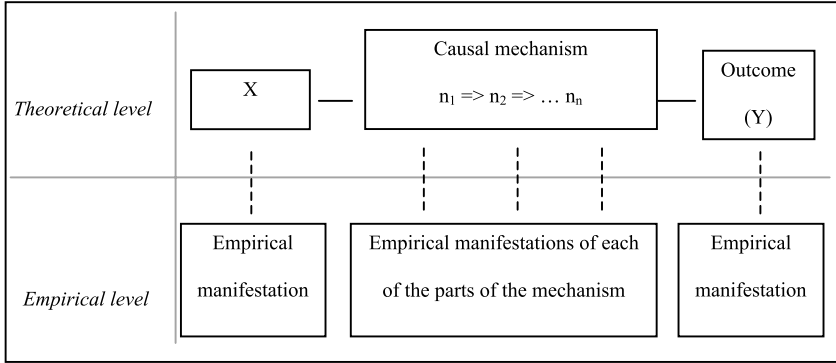 Theoretical level
X
Causal mechanism
n₁ => n₂ => … nₙ
Outcome
(Y)
Empirical level
Empirical
manifestation
Empirical manifestations of each
of the parts of the mechanism
Empirical
manifestation